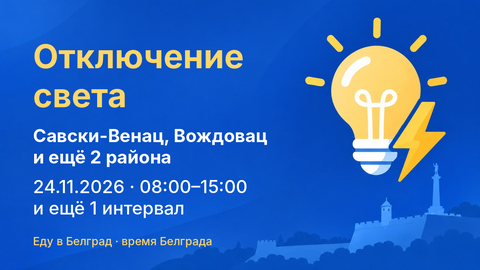 Отключение
света
Савски-Венац, Вождовац
и ещё 2 района
24.11.2026 · 08:00–15:00
и ещё 1 интервал
Еду в Белград · время Белграда